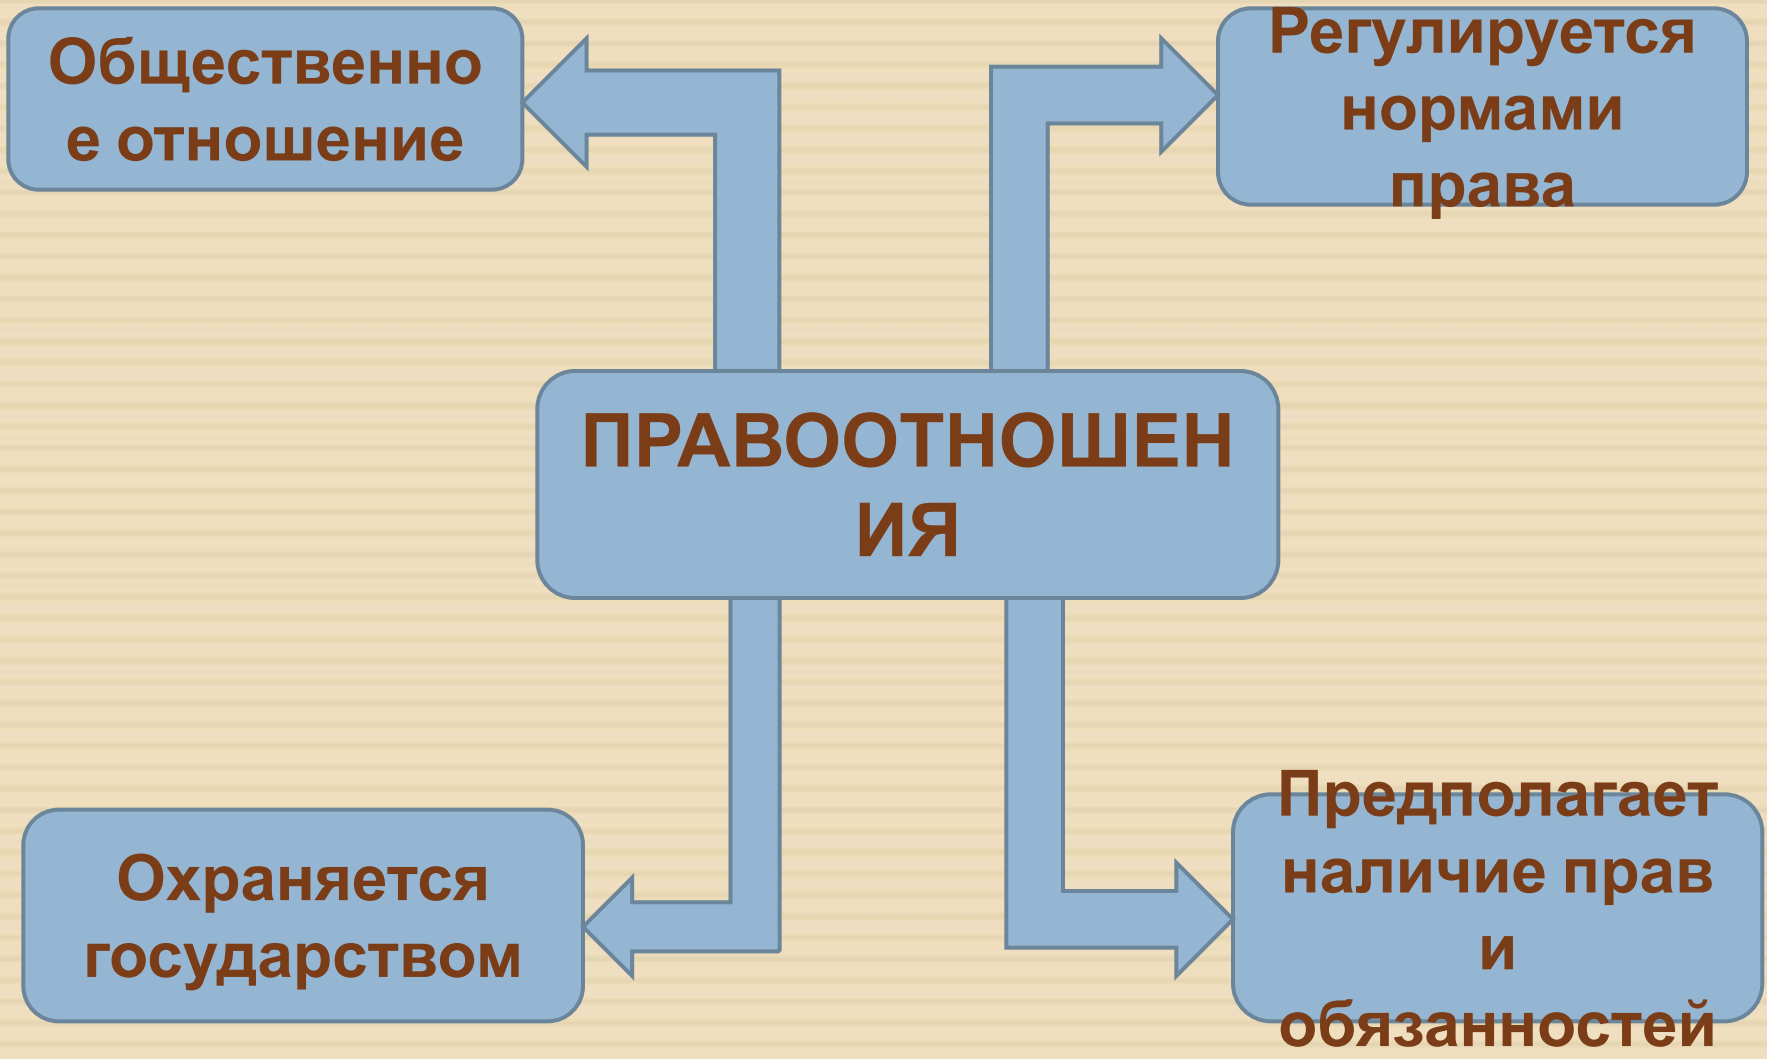 Общественно
е отношение
Регулируется
нормами
права
ПРАВООТНОШЕН
ИЯ
Охраняется
государством
Предполагает
наличие прав
и
обязанностей